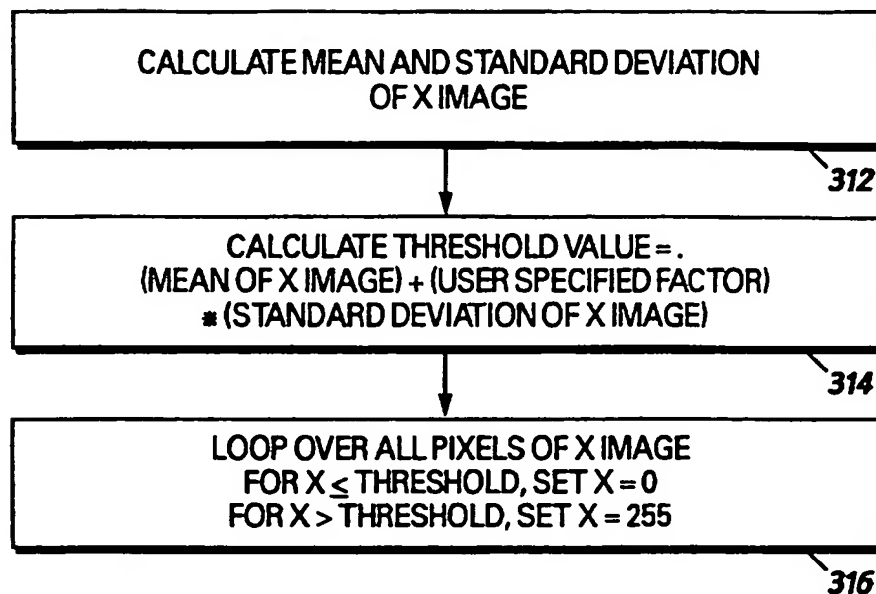 CALCULATE MEAN AND STANDARD DEVIATION
OF X IMAGE
312
CALCULATE THRESHOLD VALUE = .
(MEAN OF X IMAGE) + (USER SPECIFIED FACTOR)
* (STANDARD DEVIATION OF X IMAGE)
314
LOOP OVER ALL PIXELS OF X IMAGE
FOR X ≤ THRESHOLD, SET X = 0
FOR X > THRESHOLD, SET X = 255
316